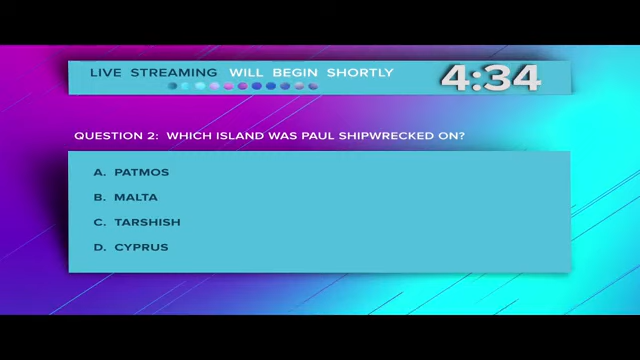 LIVE STREAMING WILL BEGIN SHORTLY 4:34
QUESTION 2: WHICH ISLAND WAS PAUL SHIPWRECKED ON?
A. PATMOS
B. MALTA
C. TARSHISH
D. CYPRUS